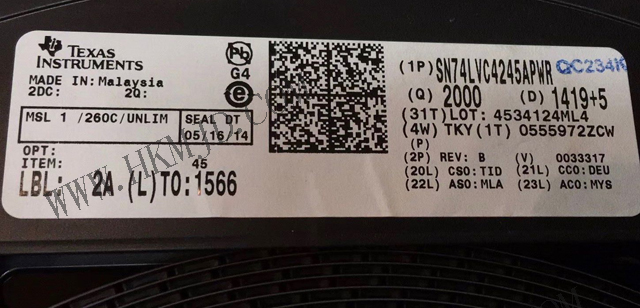 TEXAS
INSTRUMENTS
MADE IN: Malaysia
2DC: 2Q:
MSL 1 /260C/UNLIM SEAL DT
05/16/14
OPT:
ITEM: 45
LBL: 2A (L)TO:1566
Pb
G4
e
(1P) SN74LVC4245APWR
(Q) 2000 (D) 1419+5
(31T) LOT: 4534124ML4
(4W) TKY(1T) 0555972ZCW
(P)
(2P) REV: B (V) 0033317
(20L) CSO:TID (21L) CCO:DEU
(22L) ASO:MLA (23L) ACO:MYS
WWW.HKMJD.COM